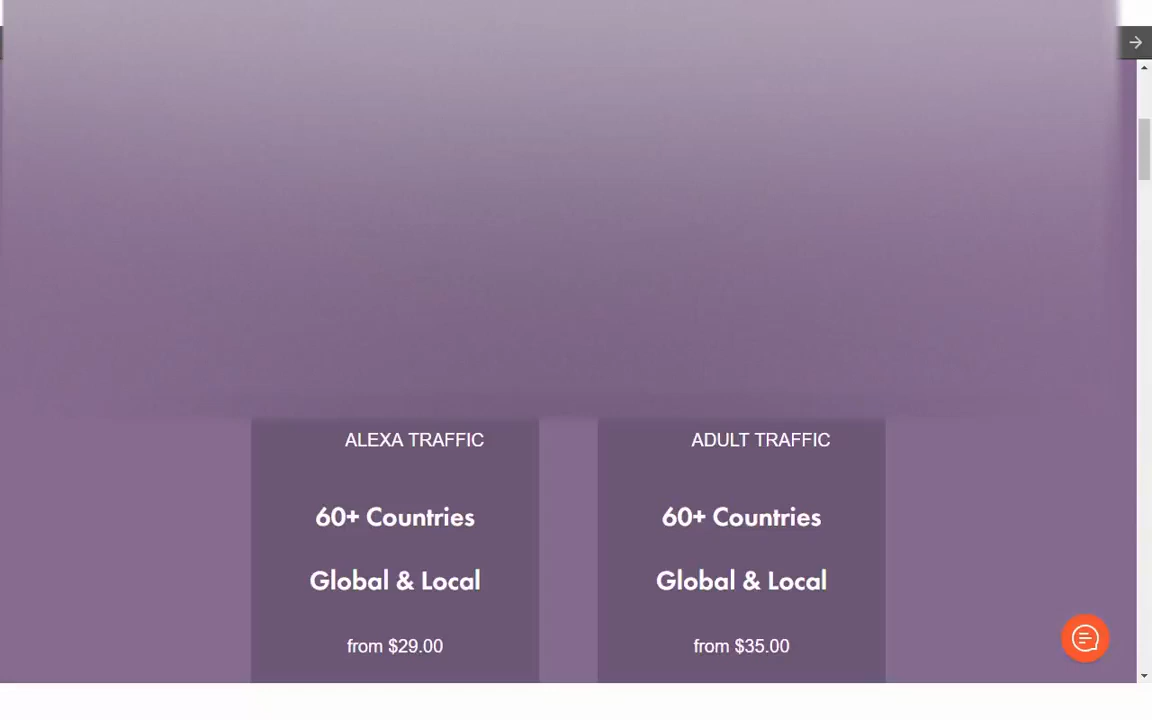 ALEXA TRAFFIC
60+ Countries
Global & Local
from $29.00
ADULT TRAFFIC
60+ Countries
Global & Local
from $35.00